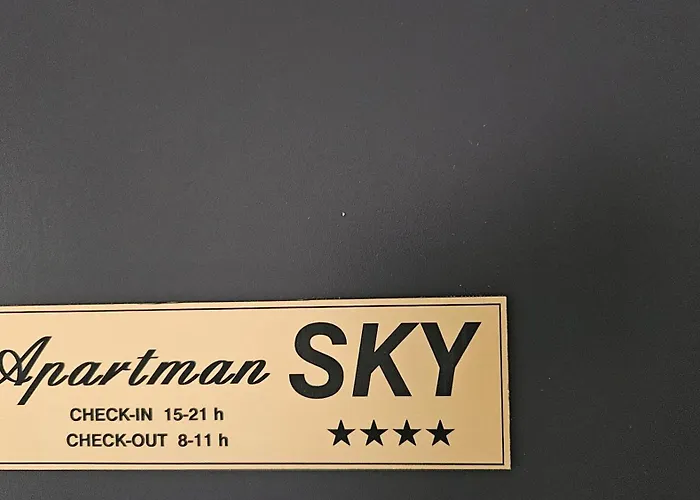 Apartman SKY
CHECK-IN 15-21 h
CHECK-OUT 8-11 h
★★★★